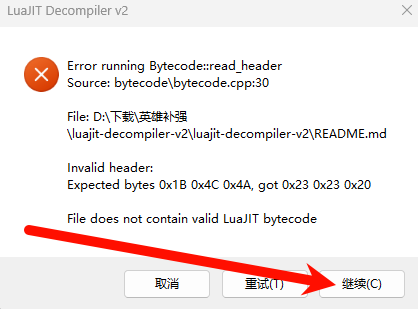 LuaJIT Decompiler v2
Error running Bytecode::read_header
Source: bytecode\bytecode.cpp:30
File: D:\下载\英雄补强
\luajit-decompiler-v2\luajit-decompiler-v2\README.md
Invalid header:
Expected bytes 0x1B 0x4C 0x4A, got 0x23 0x23 0x20
File does not contain valid LuaJIT bytecode
取消
重试(T)
继续(C)